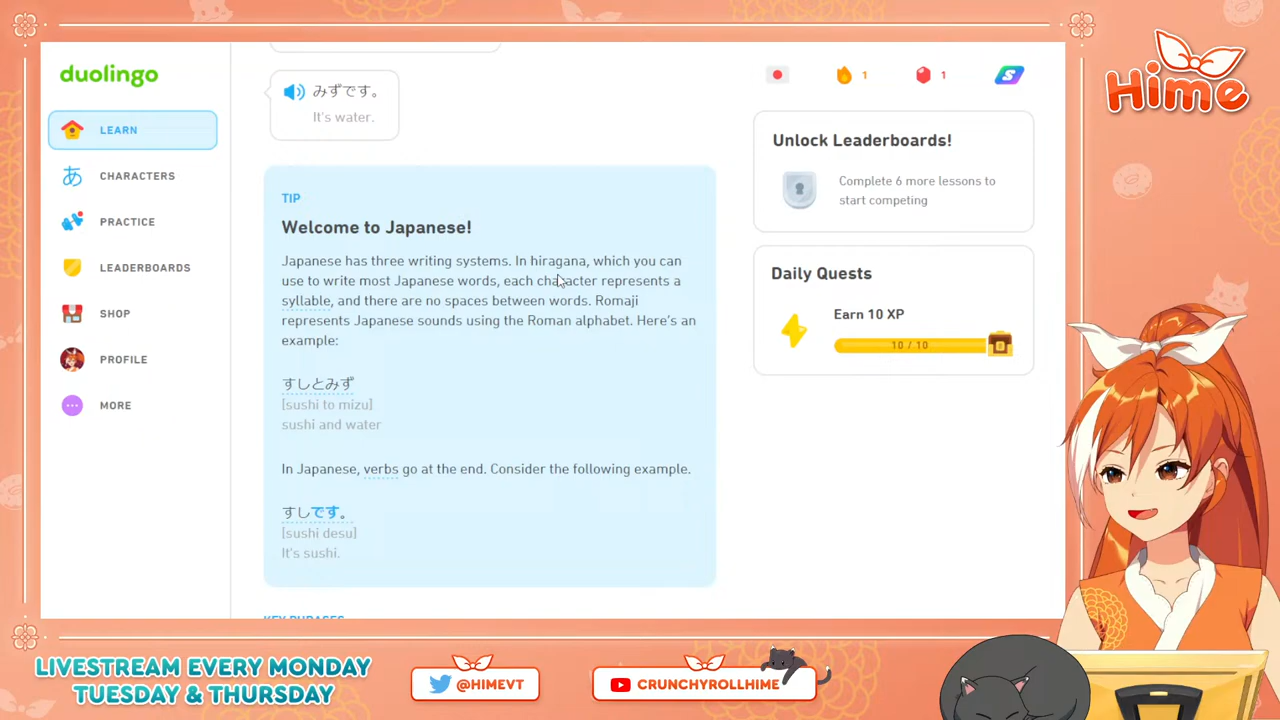 duolingo
LEARN
CHARACTERS
PRACTICE
LEADERBOARDS
SHOP
PROFILE
MORE
あ
みずです。
It's water.
TIP
Welcome to Japanese!
Japanese has three writing systems. In hiragana, which you can
use to write most Japanese words, each character represents a
syllable, and there are no spaces between words. Romaji
represents Japanese sounds using the Roman alphabet. Here's an
example:
すしとみず
[sushi to mizu]
sushi and water
In Japanese, verbs go at the end. Consider the following example.
すしです。
[sushi desu]
It's sushi.
KEY PHRASES
1
1
S
Unlock Leaderboards!
Complete 6 more lessons to
start competing
Daily Quests
Earn 10 XP
10 / 10
Hime
LIVESTREAM EVERY MONDAY
TUESDAY & THURSDAY
@HIMEVT
CRUNCHYROLLHIME